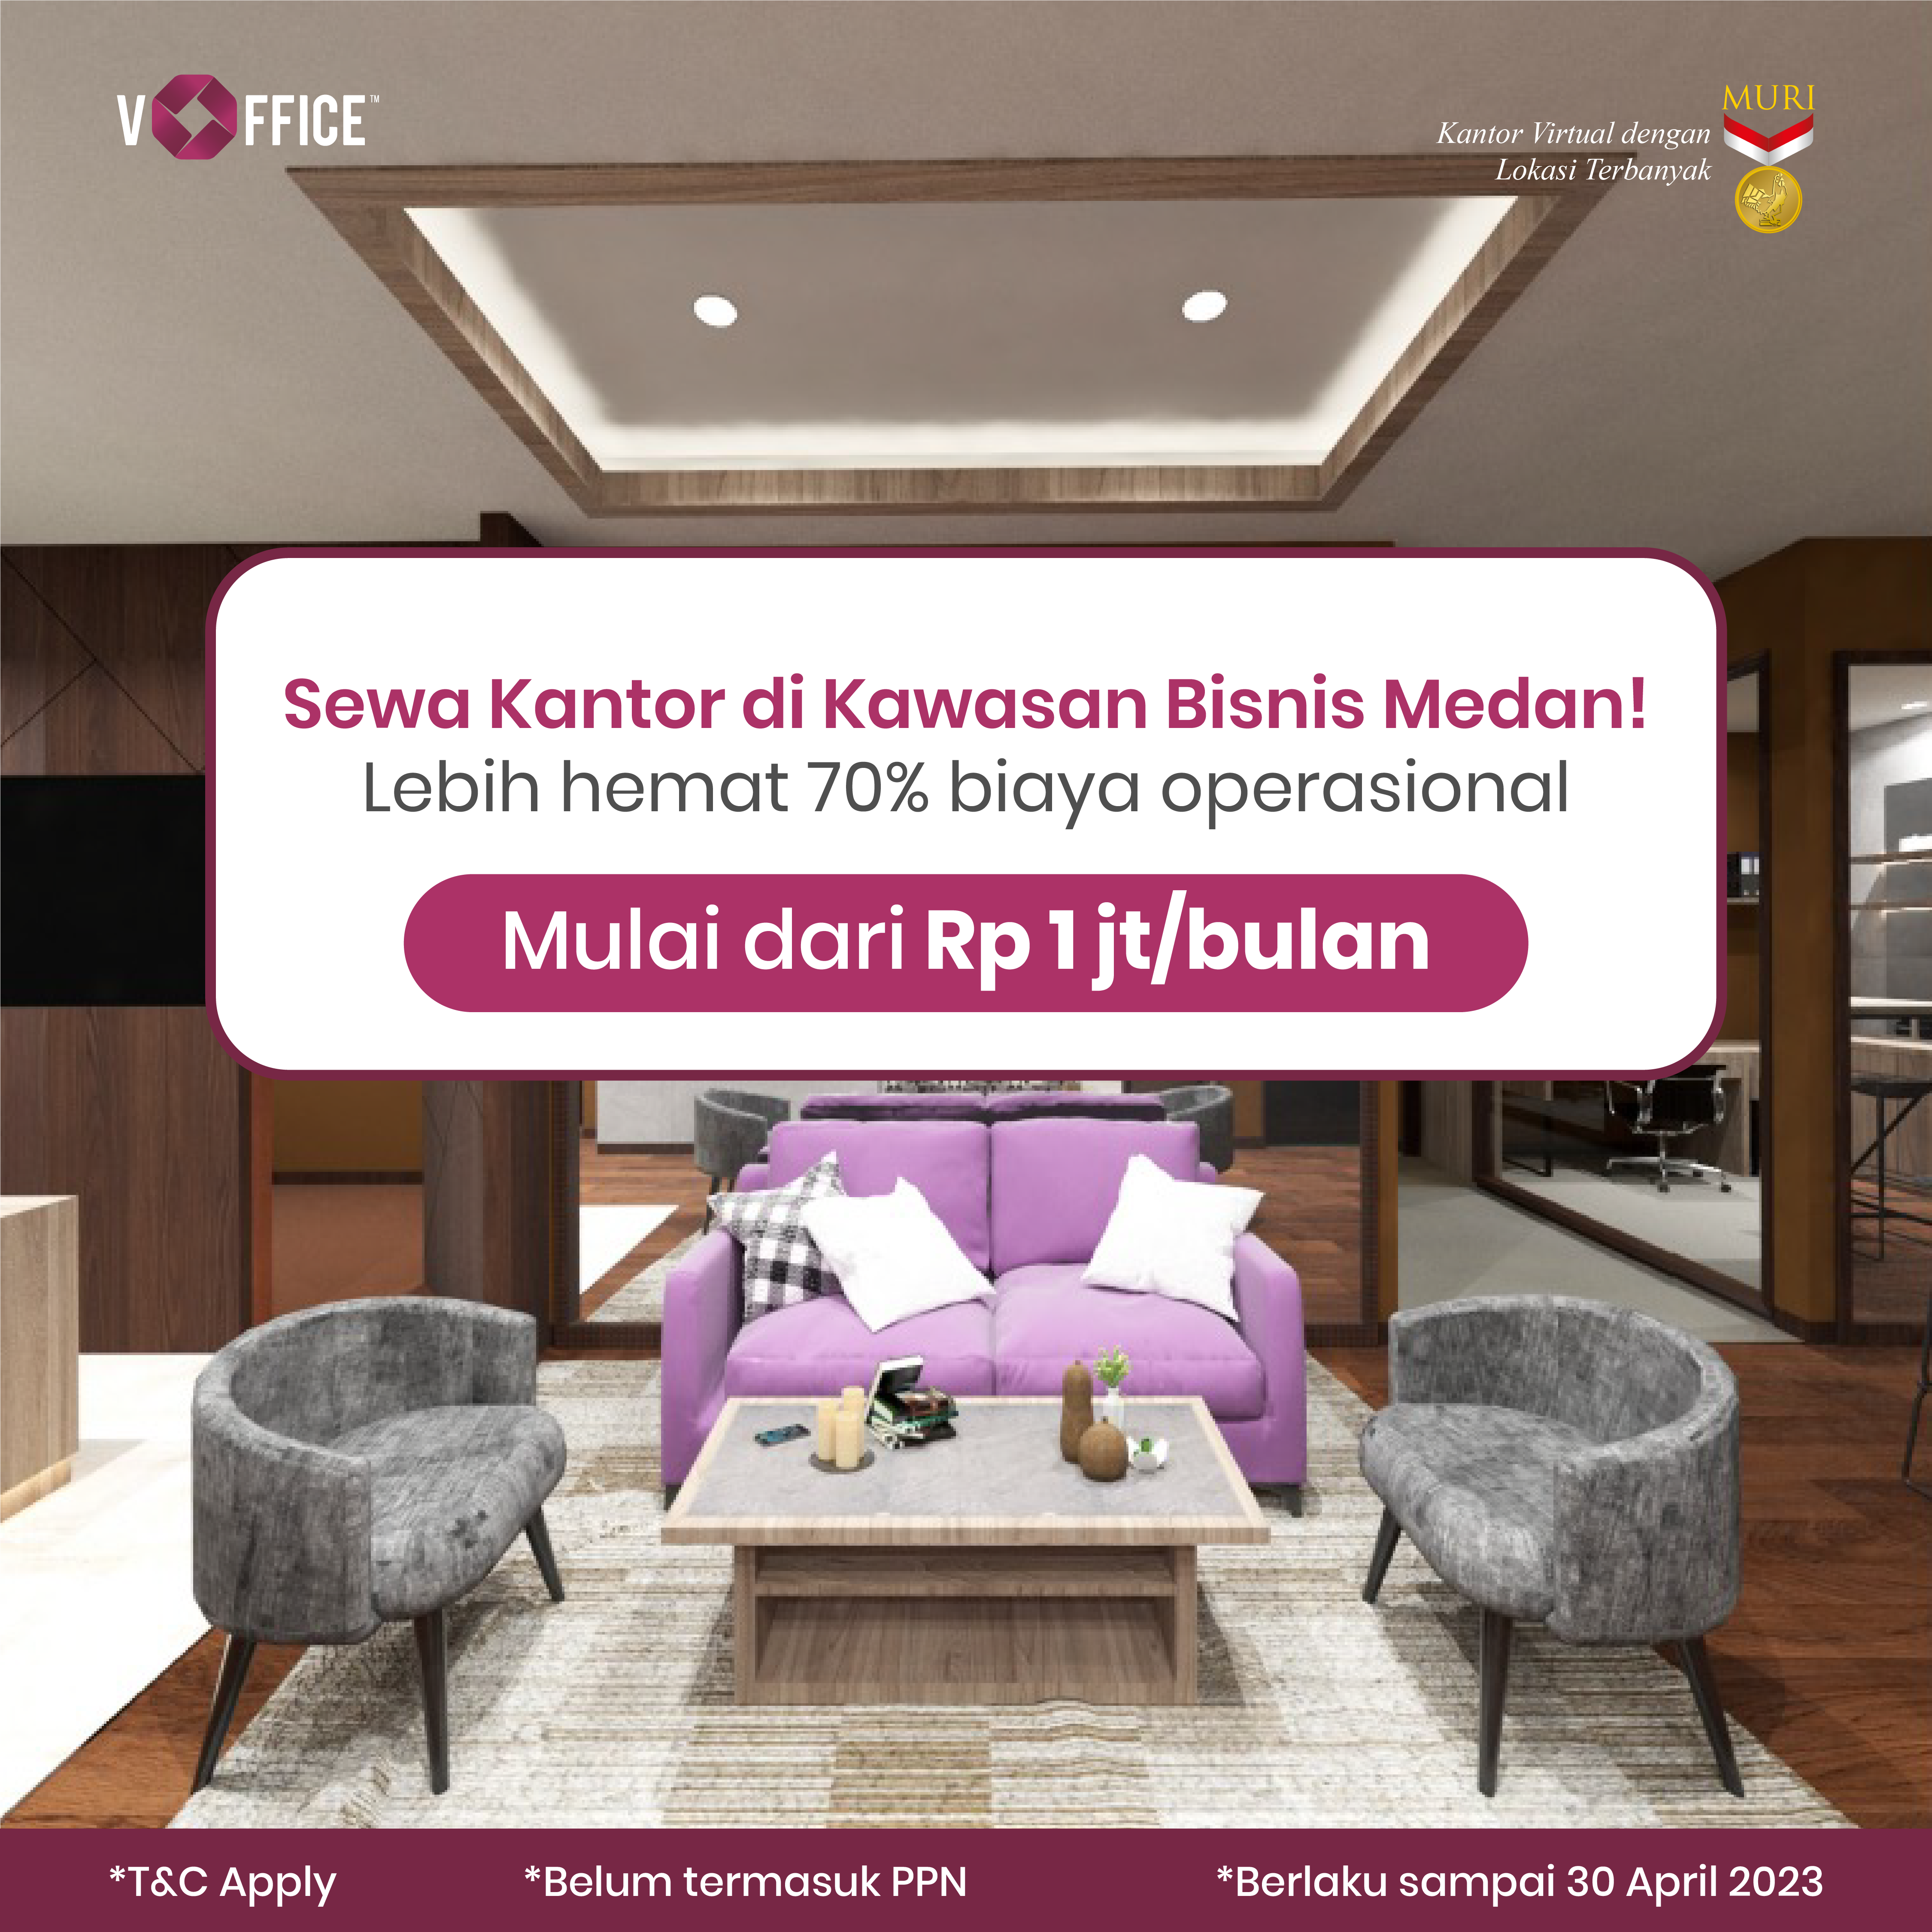 VOFFICE™
MURI
Kantor Virtual dengan
Lokasi Terbanyak
Sewa Kantor di Kawasan Bisnis Medan!
Lebih hemat 70% biaya operasional
Mulai dari Rp 1 jt/bulan
*T&C Apply
*Belum termasuk PPN
*Berlaku sampai 30 April 2023